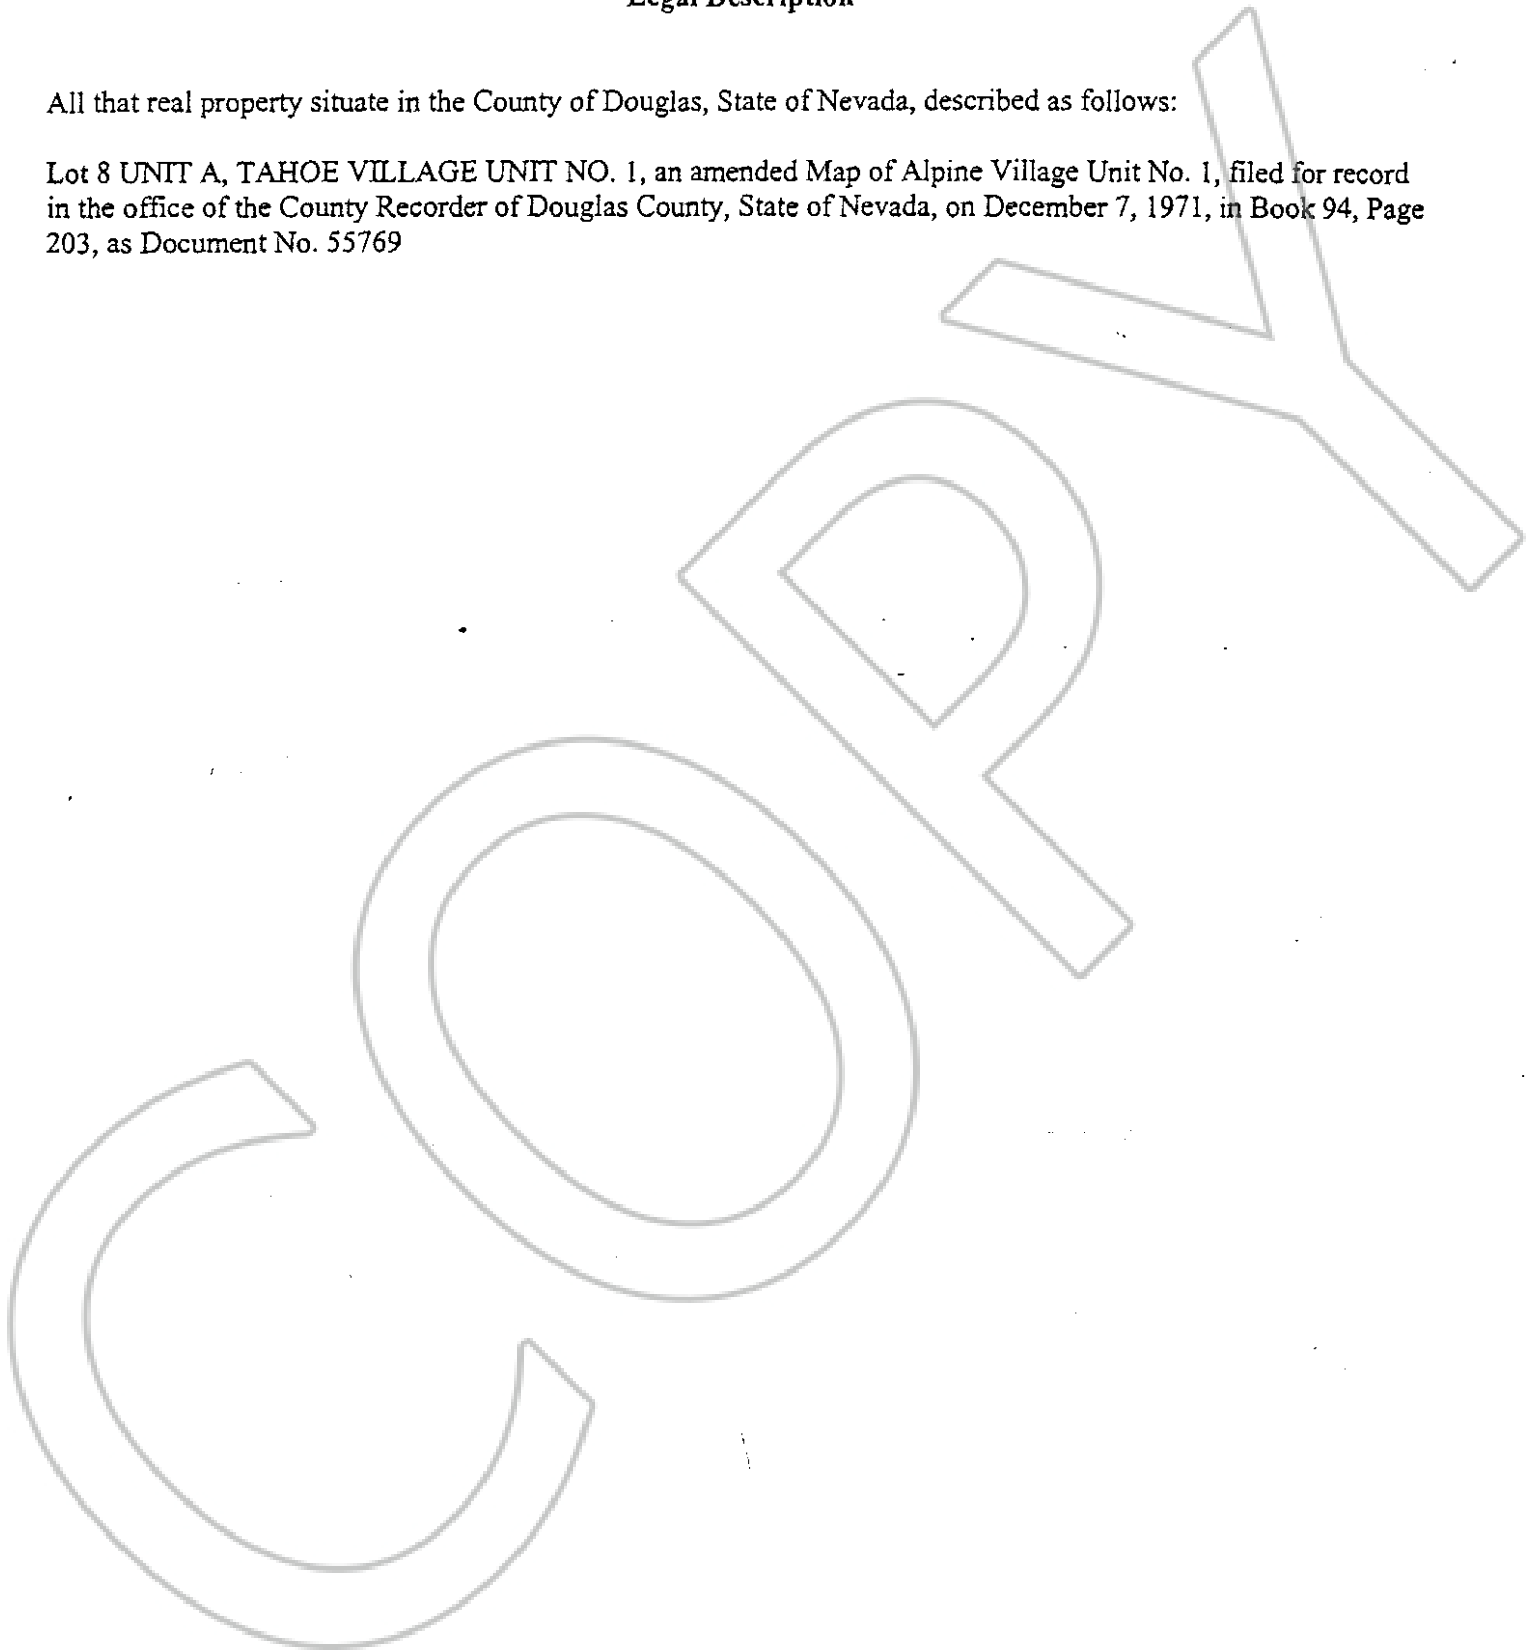 Legal Description
All that real property situate in the County of Douglas, State of Nevada, described as follows:
Lot 8 UNIT A, TAHOE VILLAGE UNIT NO. 1, an amended Map of Alpine Village Unit No. 1, filed for record
in the office of the County Recorder of Douglas County, State of Nevada, on December 7, 1971, in Book 94, Page
203, as Document No. 55769
COPY